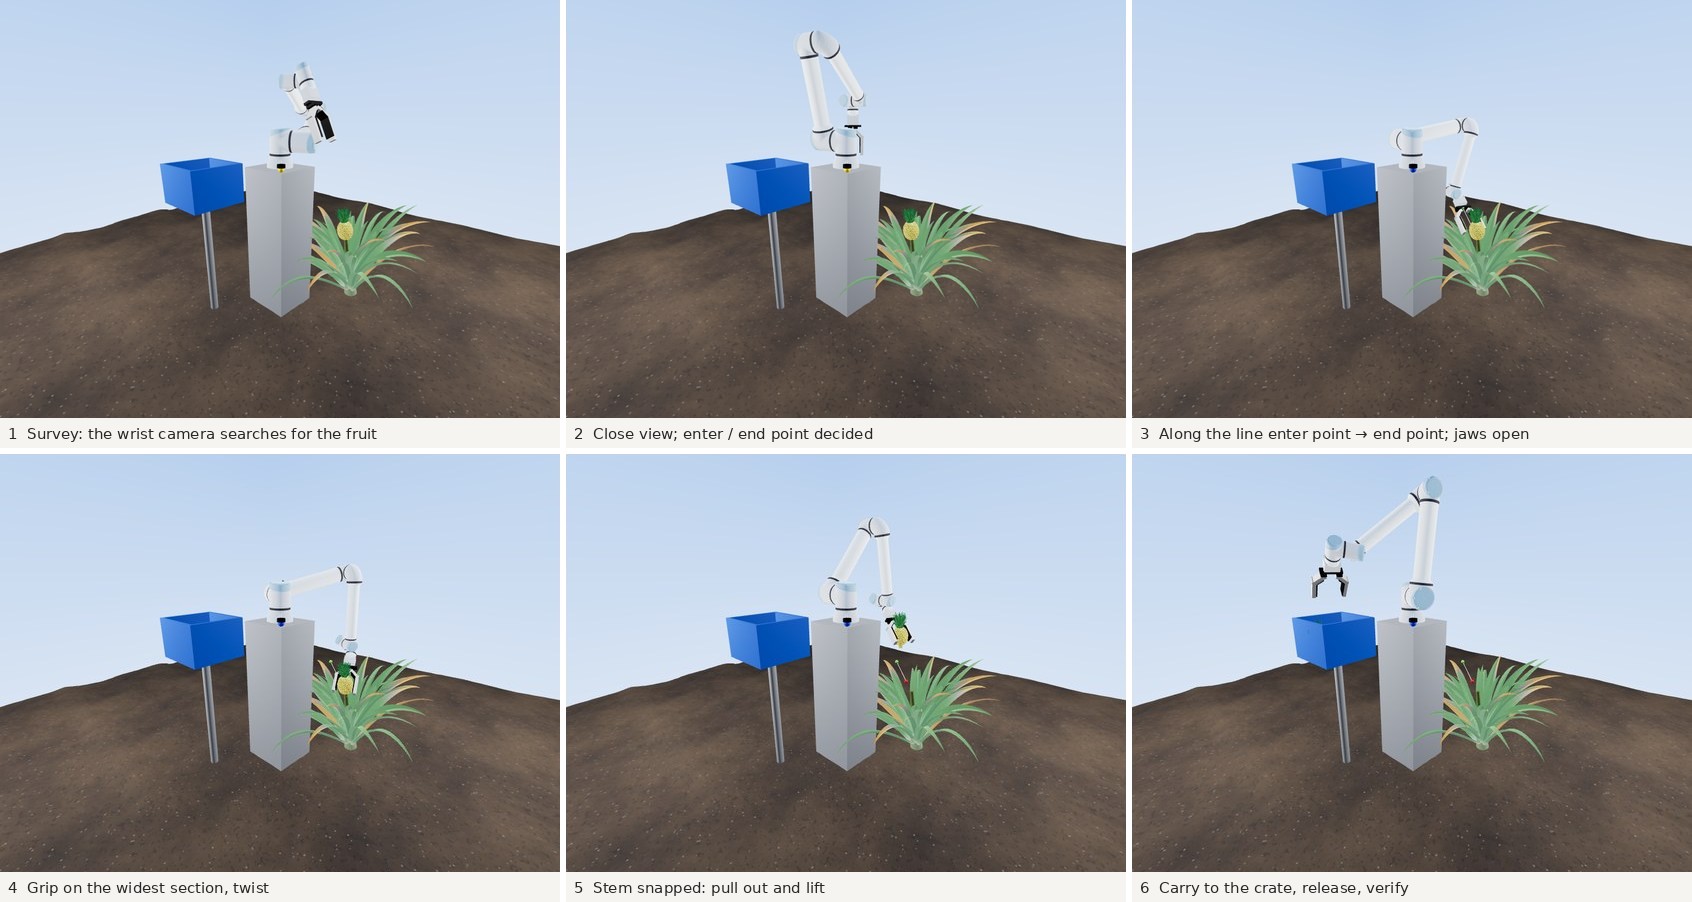 1  Survey: the wrist camera searches for the fruit
2  Close view; enter / end point decided
3  Along the line enter point → end point; jaws open
4  Grip on the widest section, twist
5  Stem snapped: pull out and lift
6  Carry to the crate, release, verify